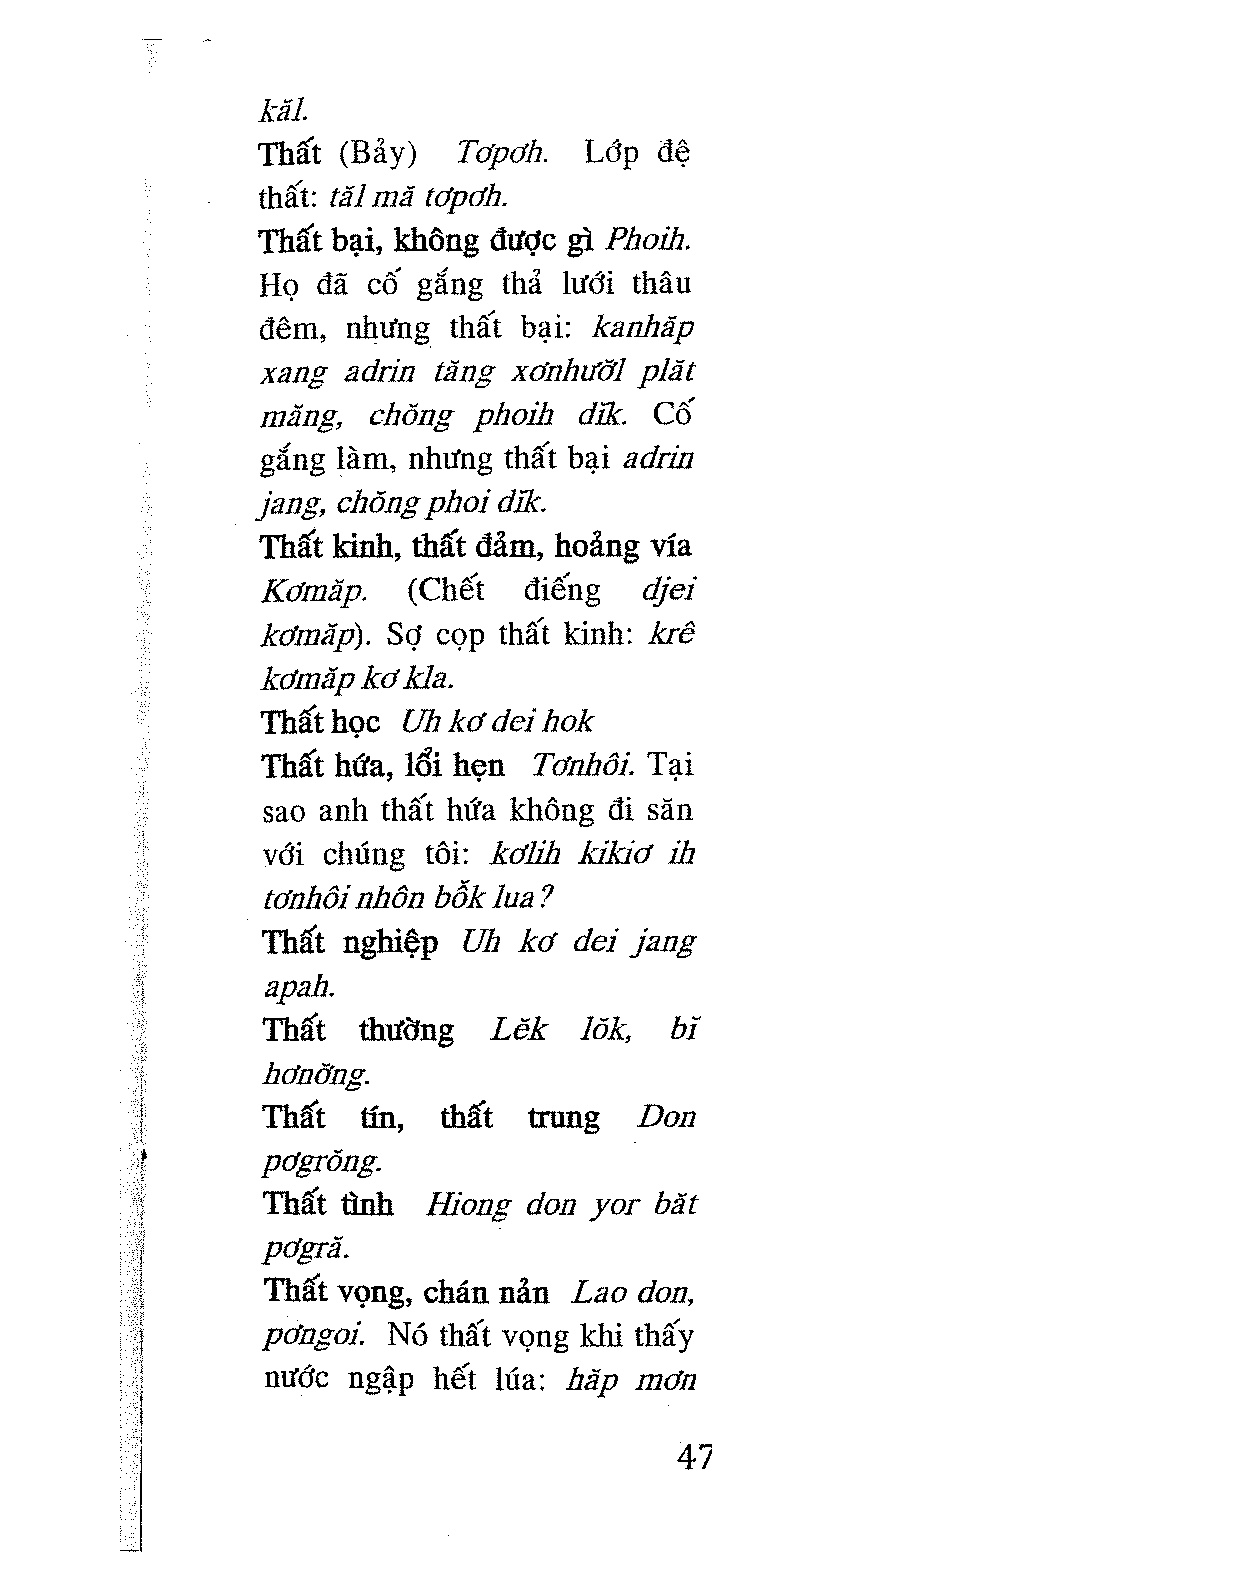 kăl.
Thất (Bảy) Tơpơh. Lớp đệ
thất: tăl mă tơpơh.
Thất bại, không được gì Phoih.
Họ đã cố gắng thả lưới thâu
đêm, nhưng thất bại: kanhăp
xang adrin tăng xơnhươ̆l plăt
măng, chŏng phoih dĭk. Cố
gắng làm, nhưng thất bại adrin
jang, chŏng phoi dĭk.
Thất kinh, thất đảm, hoảng vía
Kơmăp. (Chết điếng djei
kơmăp). Sợ cọp thất kinh: krê
kơmăp kơ kla.
Thất học Uh kơ dei hok
Thất hứa, lổi hẹn Tơnhôi. Tại
sao anh thất hứa không đi săn
với chúng tôi: kơlih kikiơ ih
tơnhôi nhôn bô̆k lua ?
Thất nghiệp Uh kơ dei jang
apah.
Thất thường Lĕk lŏk, bĭ
hơnơ̆ng.
Thất tín, thất trung Don
pơgrŏng.
Thất tình Hiong don yor băt
pơgră.
Thất vọng, chán nản Lao don,
pơngoi. Nó thất vọng khi thấy
nước ngập hết lúa: hăp mơn
47